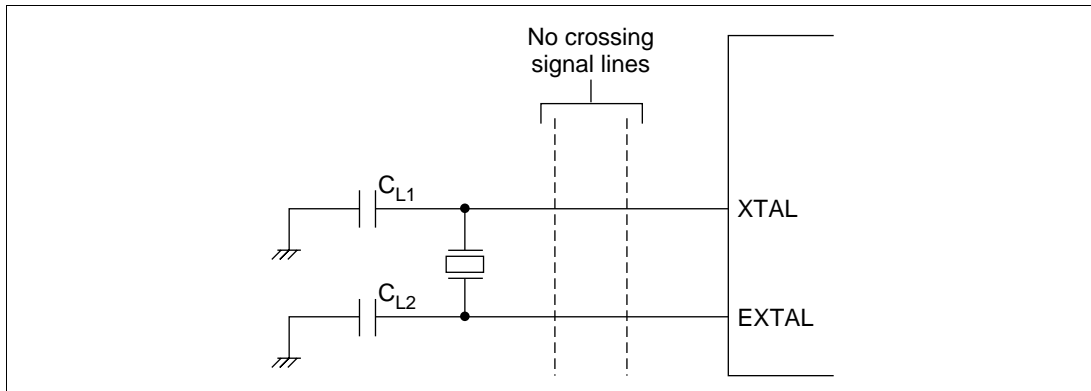 No crossing
signal lines
CL1
XTAL
CL2
EXTAL